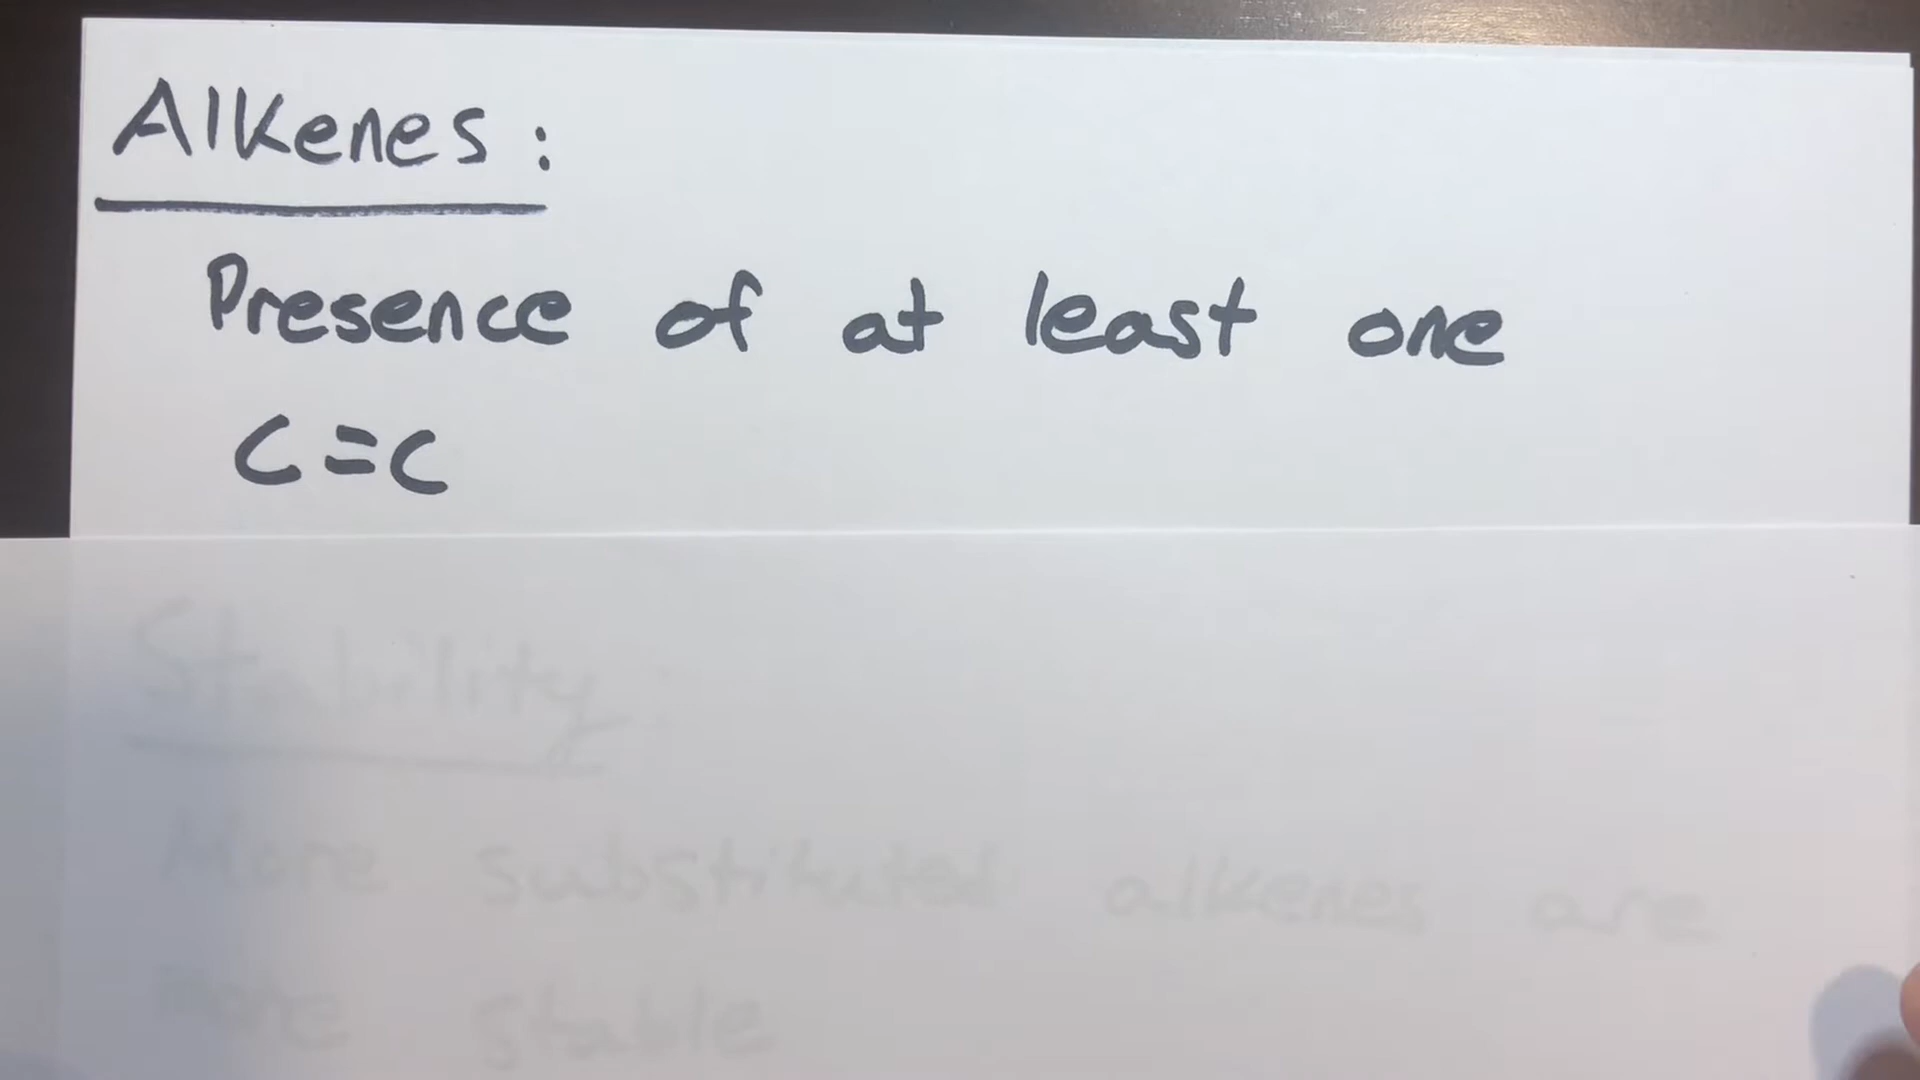 Alkenes:
Presence of at least one
C=C
Stability
More substituted alkenes are
more stable